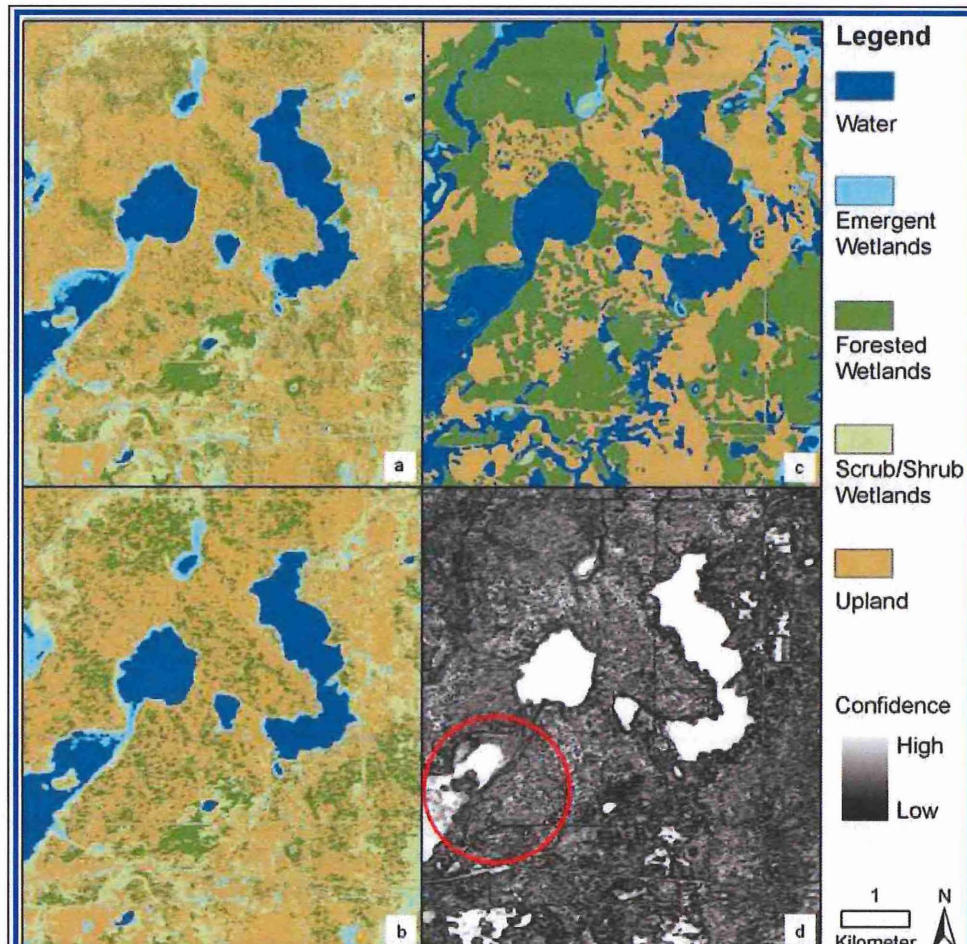 Legend
Water
Emergent
Wetlands
Forested
Wetlands
Scrub/Shrub
Wetlands
Upland
Confidence
High
Low
1
N
Kilometer
a
c
b
d